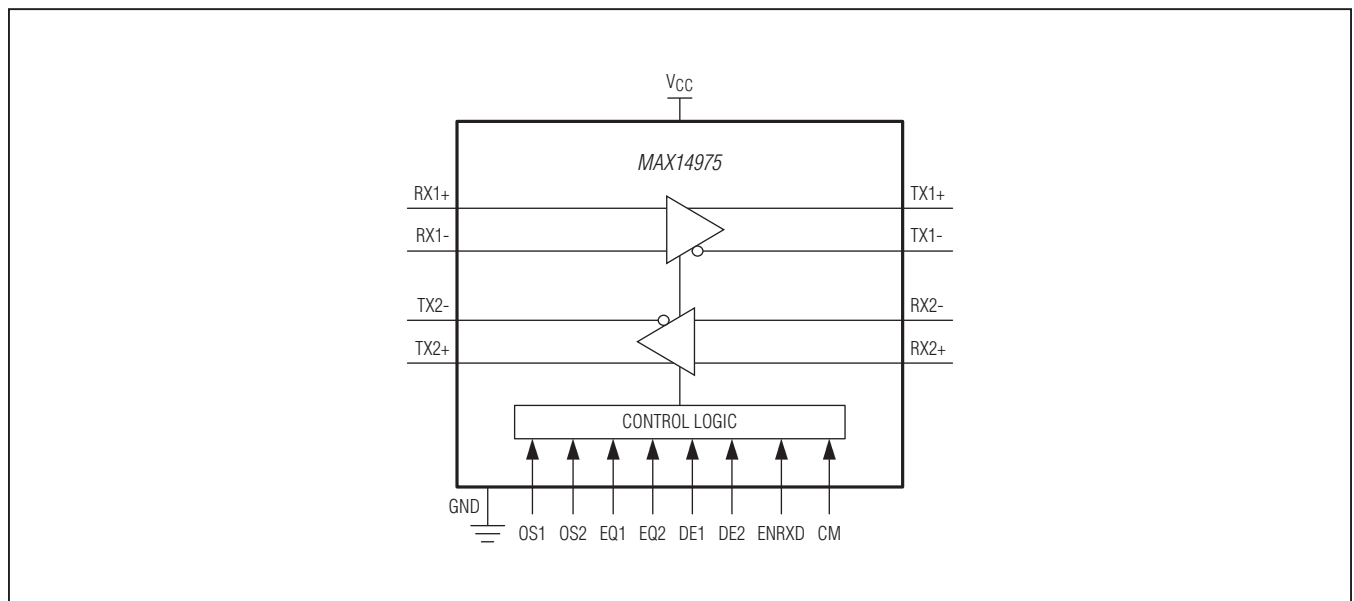 VCC
MAX14975
RX1+ TX1+
RX1- TX1-
TX2- RX2-
TX2+ RX2+
CONTROL LOGIC
GND
OS1 OS2 EQ1 EQ2 DE1 DE2 ENRXD CM